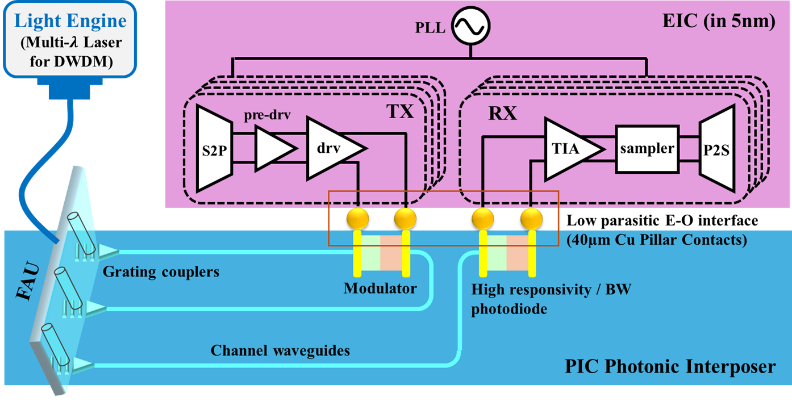 Light Engine
(Multi-λ Laser
for DWDM)
PLL
EIC (in 5nm)
TX
RX
pre-drv
S2P
drv
TIA
sampler
P2S
Low parasitic E-O interface
(40μm Cu Pillar Contacts)
FAU
Grating couplers
Modulator
High responsivity / BW
photodiode
Channel waveguides
PIC Photonic Interposer